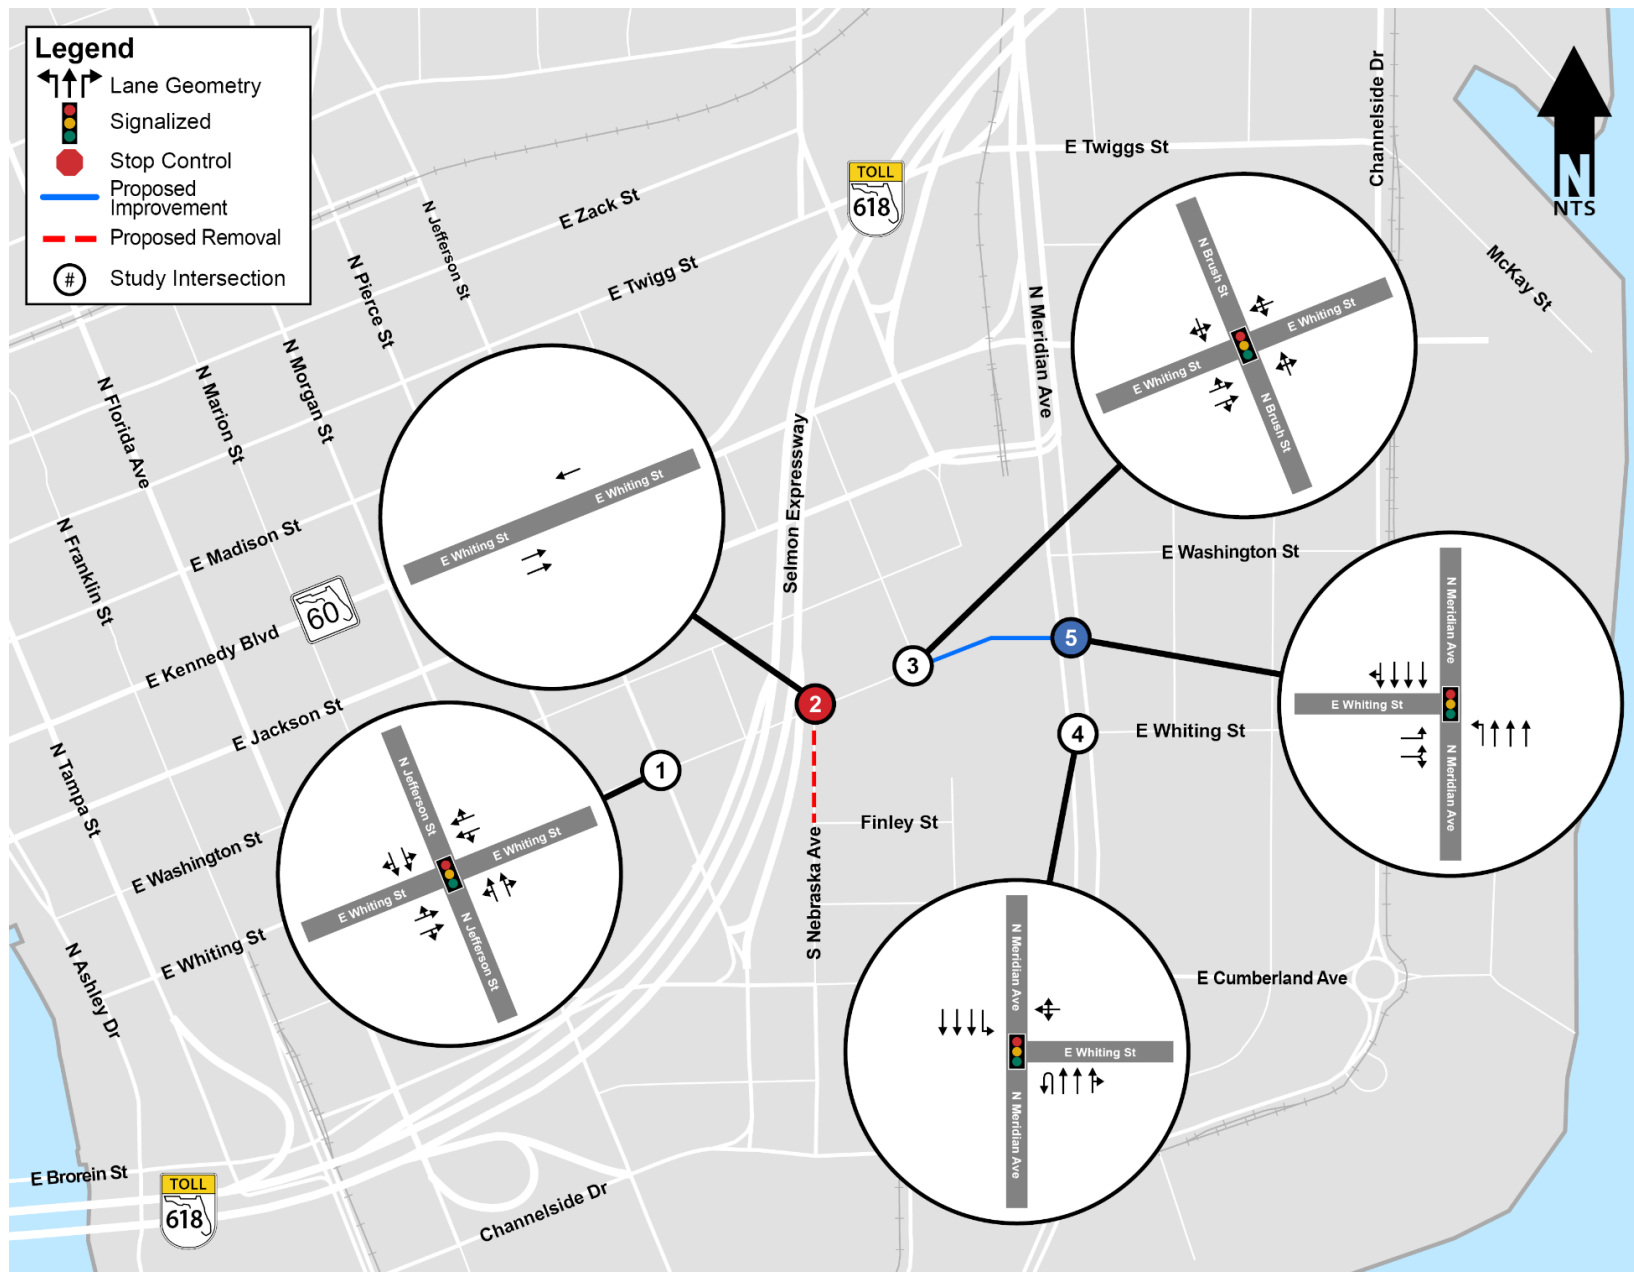 Legend
Lane Geometry
Signalized
Stop Control
Proposed
Improvement
Proposed Removal
#
Study Intersection
N
NTS
TOLL
618
E Twiggs St
Channelside Dr
McKay St
E Zack St
E Twigg St
N Jefferson St
N Pierce St
N Morgan St
N Marion St
N Florida Ave
N Franklin St
N Tampa St
N Ashley Dr
E Madison St
60
E Kennedy Blvd
E Jackson St
E Washington St
E Whiting St
N Meridian Ave
Selmon Expressway
E Washington St
E Whiting St
Finley St
S Nebraska Ave
E Cumberland Ave
E Brorein St
TOLL
618
Channelside Dr
1
2
3
4
5
E Whiting St
E Whiting St
N Brush St
E Whiting St
E Whiting St
N Brush St
N Meridian Ave
E Whiting St
N Meridian Ave
N Jefferson St
E Whiting St
E Whiting St
N Jefferson St
N Meridian Ave
E Whiting St
N Meridian Ave